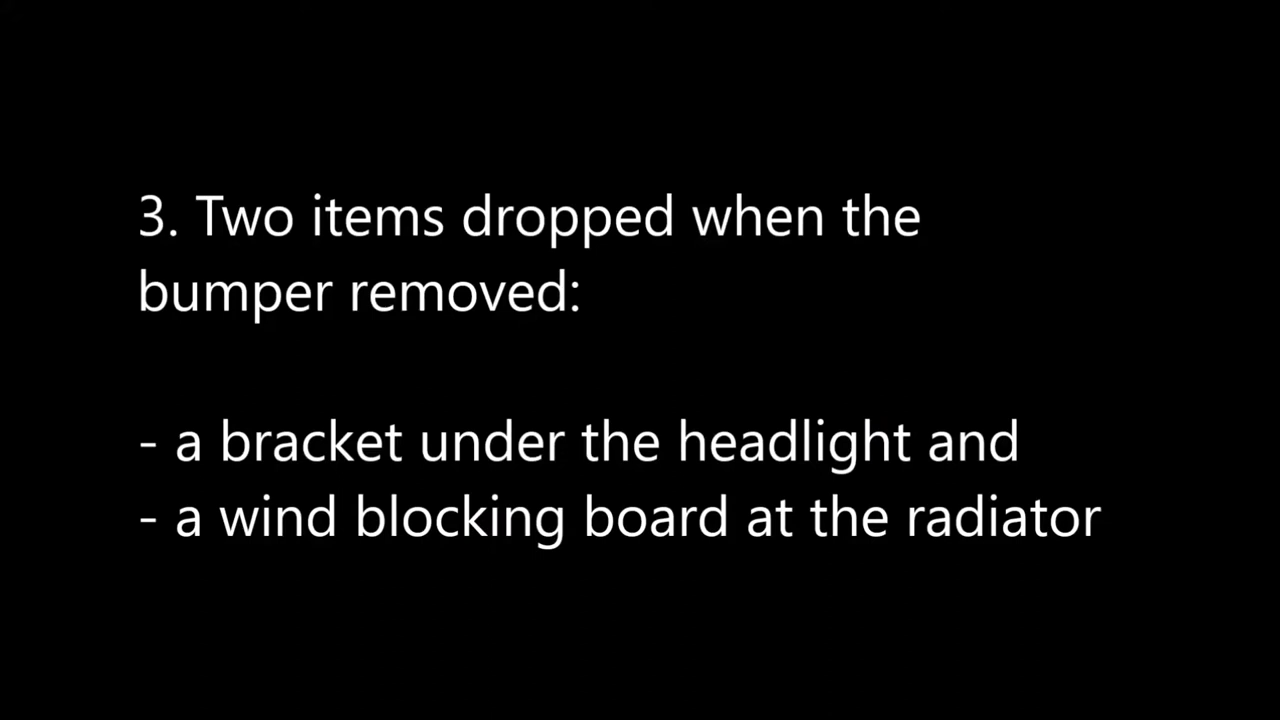 3. Two items dropped when the
bumper removed:
- a bracket under the headlight and
- a wind blocking board at the radiator